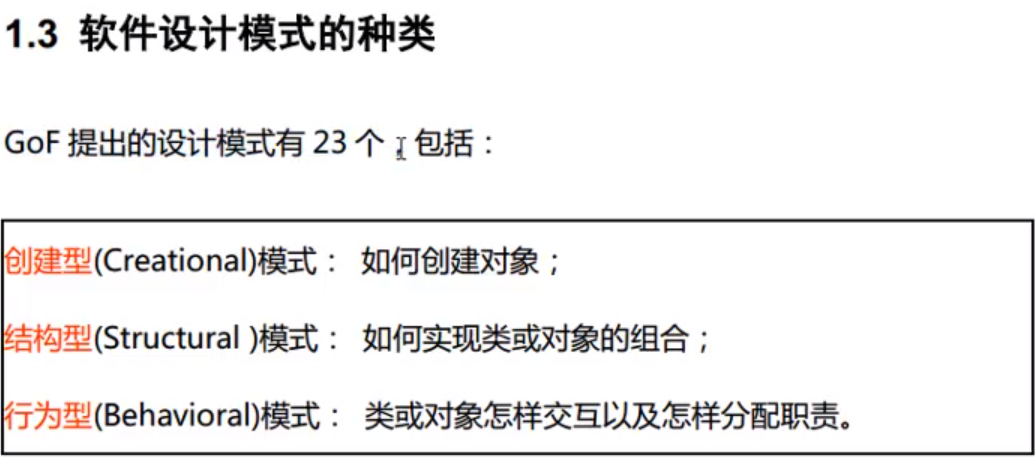 1.3 软件设计模式的种类
GoF 提出的设计模式有 23 个，包括：
创建型(Creational)模式： 如何创建对象；
结构型(Structural )模式： 如何实现类或对象的组合；
行为型(Behavioral)模式： 类或对象怎样交互以及怎样分配职责。